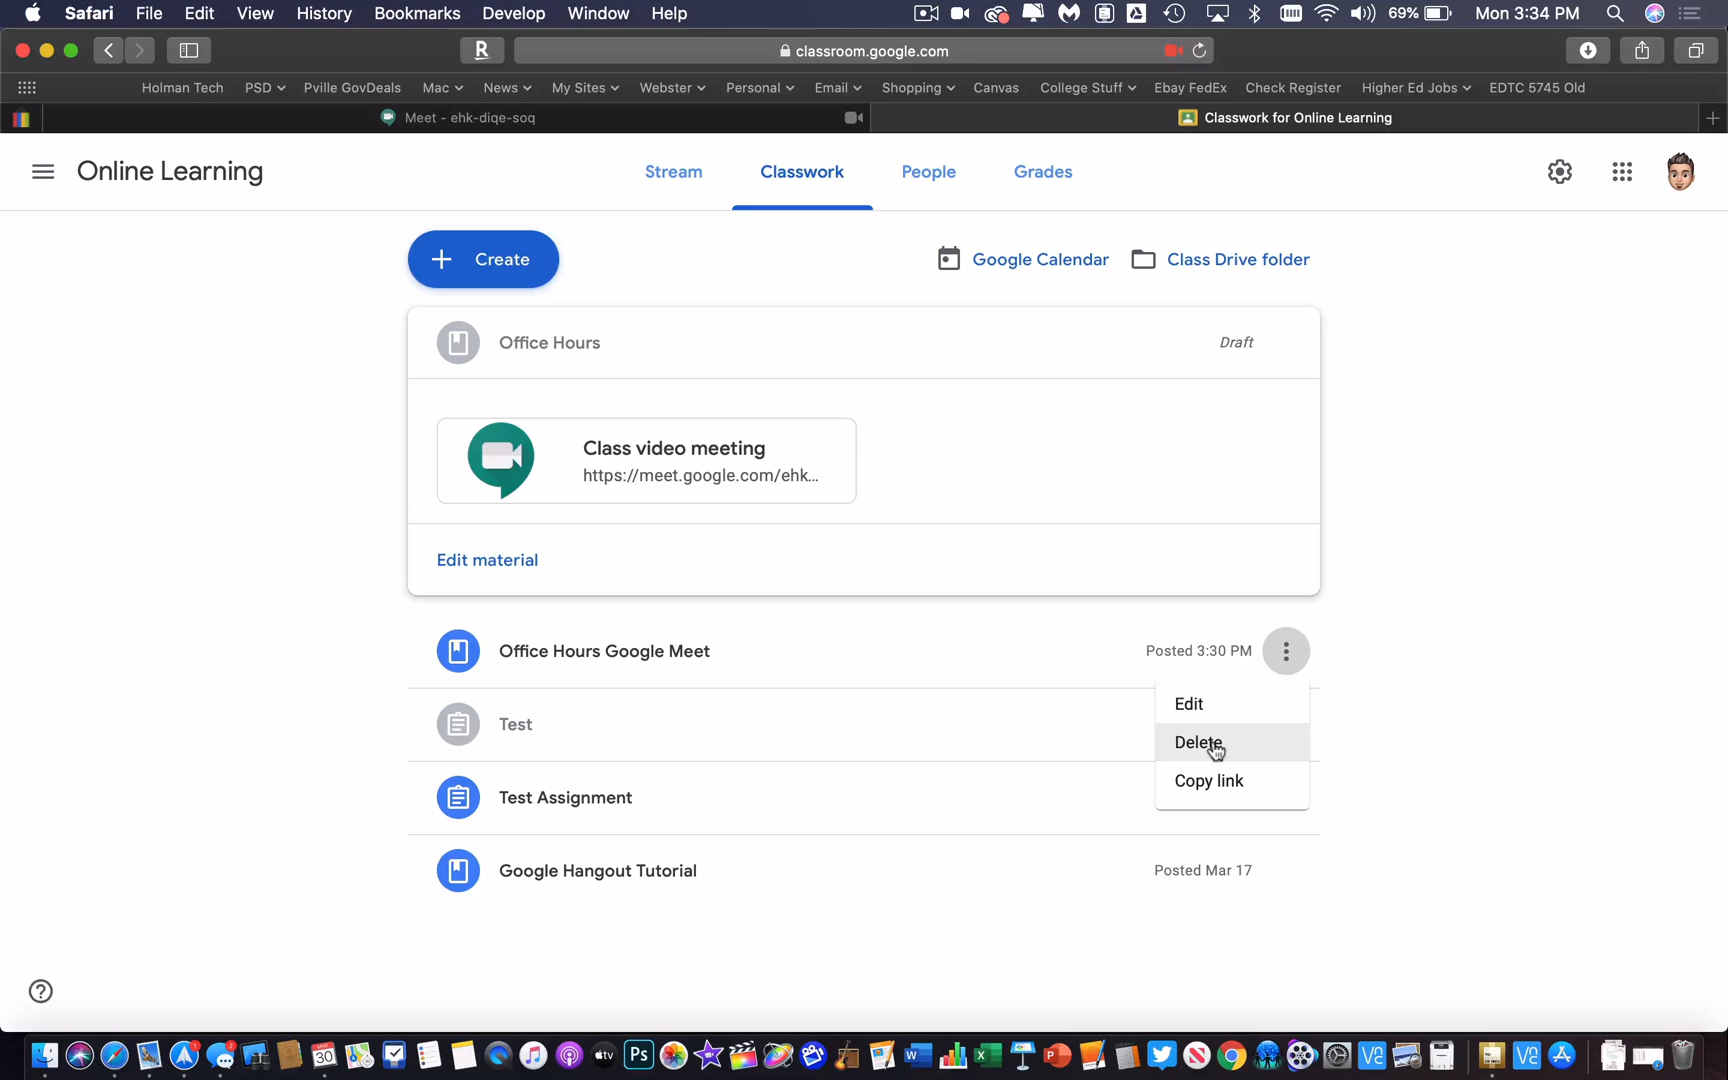 Safari File Edit View History Bookmarks Develop Window Help 69% Mon 3:34 PM
R classroom.google.com
Holman Tech PSD Pville GovDeals Mac News My Sites Webster Personal Email Shopping Canvas College Stuff Ebay FedEx Check Register Higher Ed Jobs EDTC 5745 Old
Meet - ehk-diqe-soq Classwork for Online Learning
Online Learning Stream Classwork People Grades
Create Google Calendar Class Drive folder
Office Hours Draft
Class video meeting
https://meet.google.com/ehk...
Edit material
Office Hours Google Meet Posted 3:30 PM
Edit
Test
Delete
Copy link
Test Assignment
Google Hangout Tutorial Posted Mar 17
30 tv Ps W X P